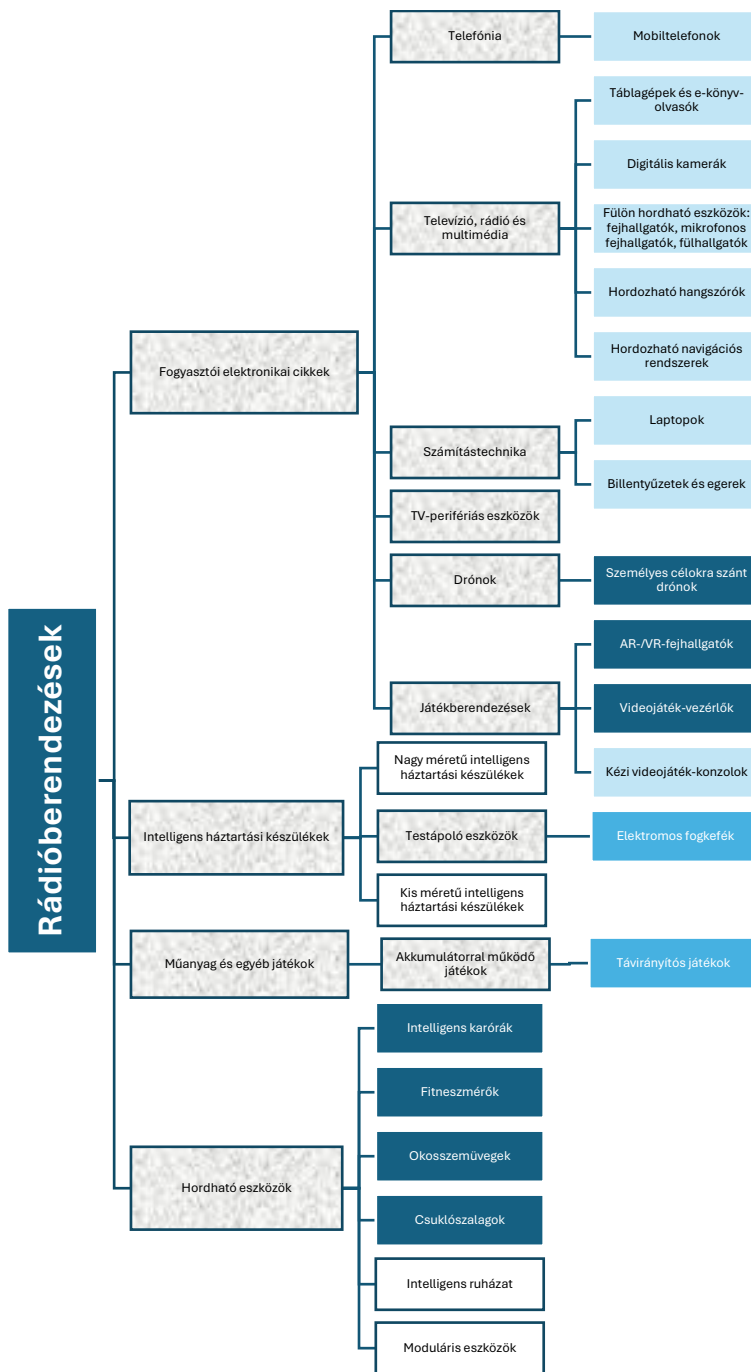 Rádióberendezések
Fogyasztói elektronikai cikkek
Telefónia
Mobiltelefonok
Televízió, rádió és
multimédia
Táblagépek és e-könyv-
olvasók
Digitális kamerák
Fülön hordható eszközök:
fejhallgatók, mikrofonos
fejhallgatók, fülhallgatók
Hordozható hangszórók
Hordozható navigációs
rendszerek
Számítástechnika
Laptopok
Billentyűzetek és egerek
TV-perifériás eszközök
Drónok
Személyes célokra szánt
drónok
Játékberendezések
AR-/VR-fejhallgatók
Videojáték-vezérlők
Kézi videojáték-konzolok
Intelligens háztartási készülékek
Nagy méretű intelligens
háztartási készülékek
Testápoló eszközök
Elektromos fogkefék
Kis méretű intelligens
háztartási készülékek
Műanyag és egyéb játékok
Akkumulátorral működő
játékok
Távirányítós játékok
Hordható eszközök
Intelligens karórák
Fitneszmérők
Okosszemüvegek
Csuklószalagok
Intelligens ruházat
Moduláris eszközök